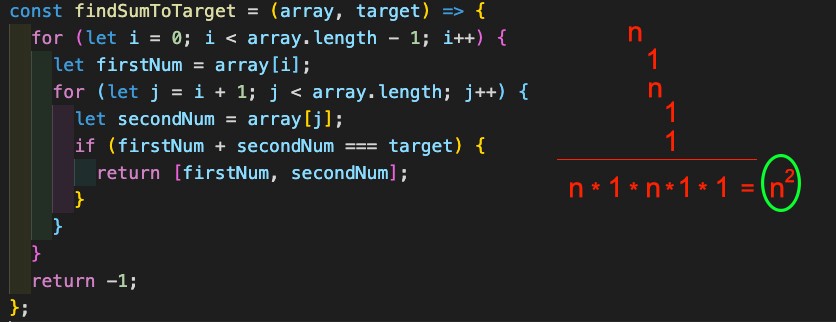 const findSumToTarget = (array, target) => {
for (let i = 0; i < array.length - 1; i++) { n
let firstNum = array[i]; 1
for (let j = i + 1; j < array.length; j++) { n
let secondNum = array[j]; 1
if (firstNum + secondNum === target) { 1
return [firstNum, secondNum]; n * 1 * n * 1 * 1 = n²
}
}
}
return -1;
};